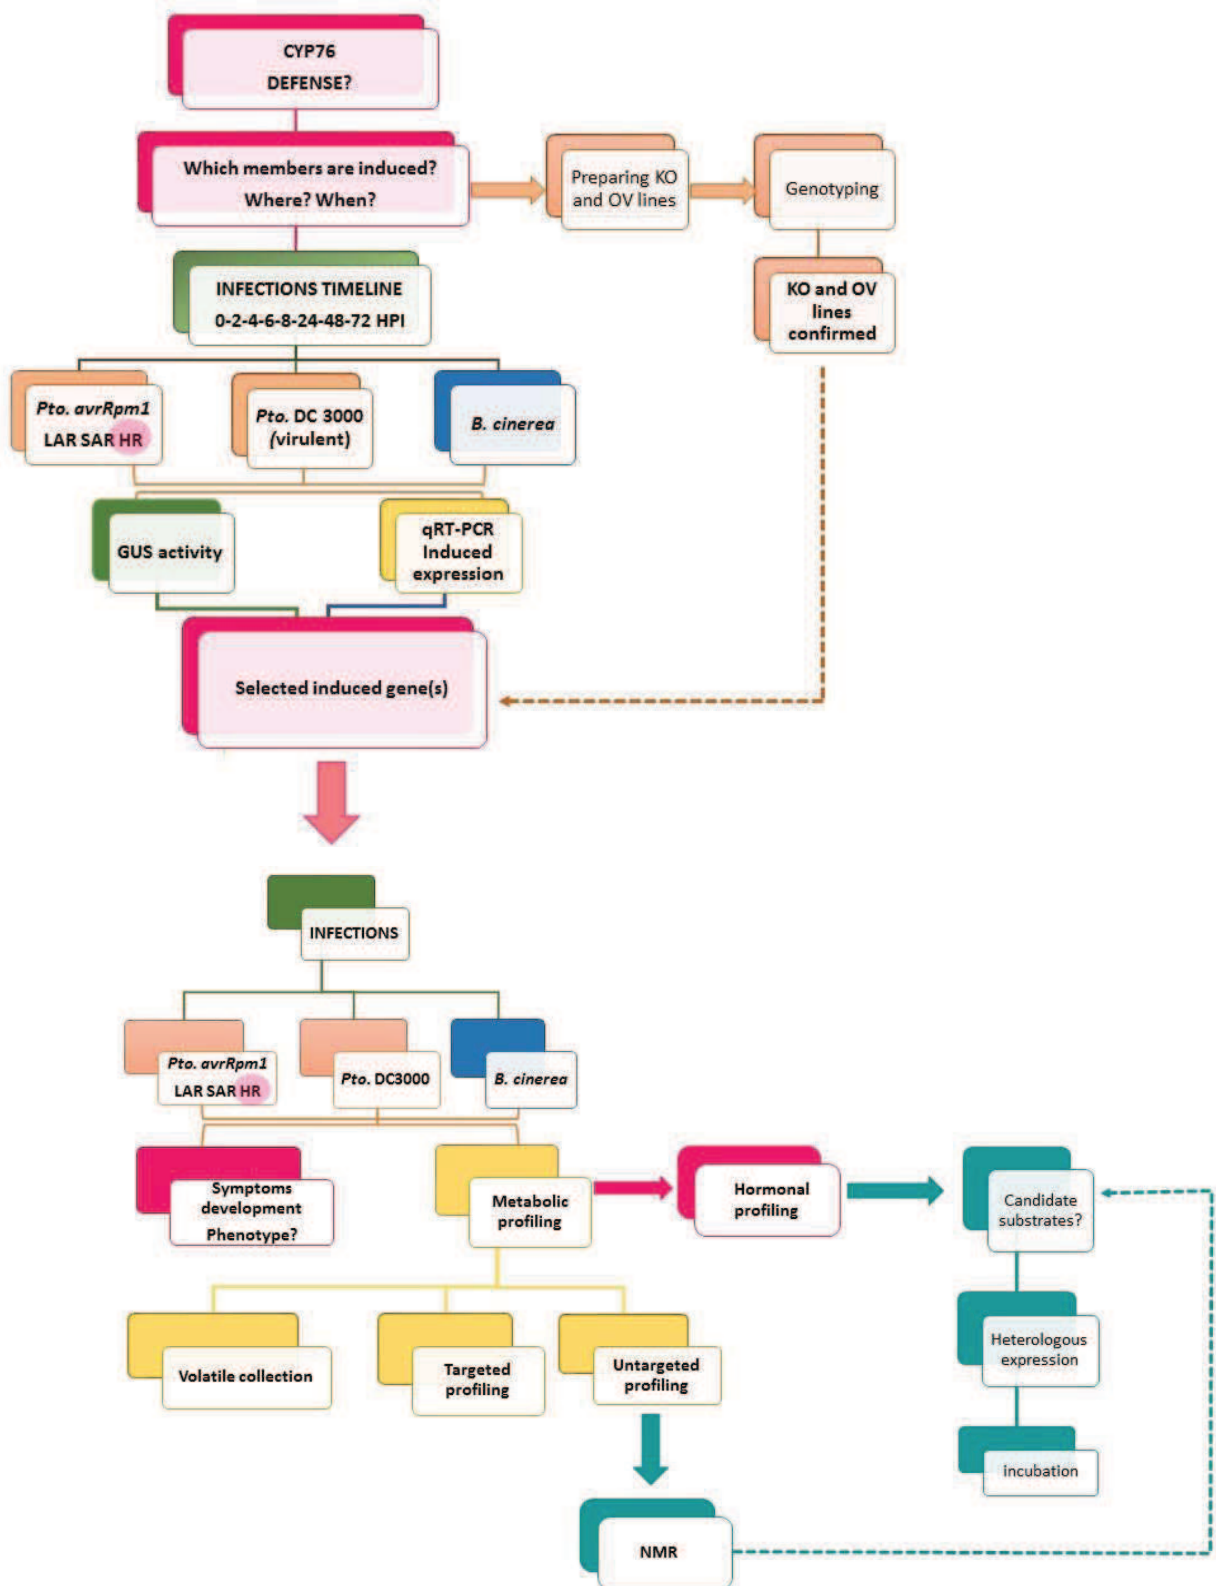 CYP76
DEFENSE?
Which members are induced?
Where? When?
Preparing KO
and OV lines
Genotyping
KO and OV
lines
confirmed
INFECTIONS TIMELINE
0-2-4-6-8-24-48-72 HPI
Pto. avrRpm1
LAR SAR HR
Pto. DC 3000
(virulent)
B. cinerea
GUS activity
qRT-PCR
Induced
expression
Selected induced gene(s)
INFECTIONS
Pto. avrRpm1
LAR SAR HR
Pto. DC3000
B. cinerea
Symptoms
development
Phenotype?
Metabolic
profiling
Hormonal
profiling
Candidate
substrates?
Volatile collection
Targeted
profiling
Untargeted
profiling
Heterologous
expression
incubation
NMR